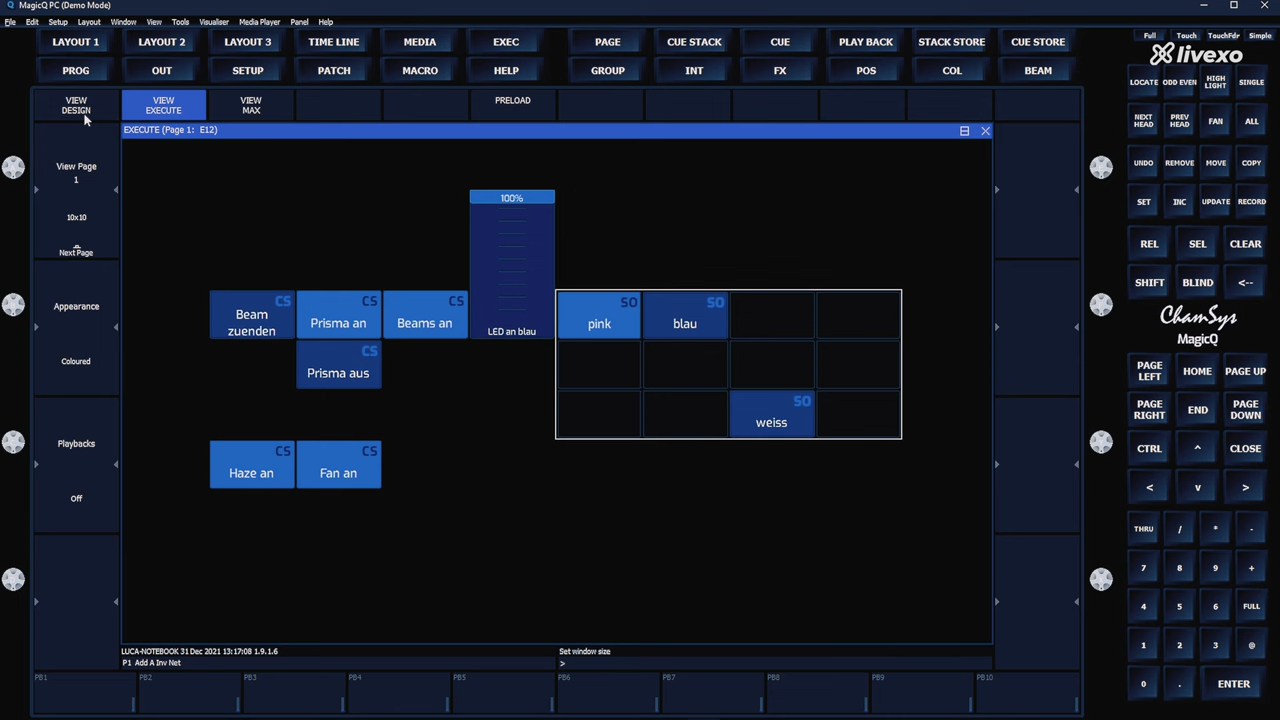 MagicQ PC (Demo Mode)
File Edit Setup Layout Window View Tools Visualiser Media Player Panel Help
Full Touch TouchFdr Simple
LAYOUT 1 LAYOUT 2 LAYOUT 3 TIME LINE MEDIA EXEC PAGE CUE STACK CUE PLAY BACK STACK STORE CUE STORE
livexo
PROG OUT SETUP PATCH MACRO HELP GROUP INT FX POS COL BEAM
LOCATE ODD EVEN HIGH LIGHT SINGLE
VIEW DESIGN
VIEW EXECUTE
VIEW MAX
PRELOAD
NEXT HEAD PREV HEAD FAN ALL
EXECUTE (Page 1: E12)
View Page
1
10x10
Next Page
UNDO REMOVE MOVE COPY
SET INC UPDATE RECORD
REL SEL CLEAR
SHIFT BLIND <--
100%
LED an blau
CS
Beam zuenden
CS
Prisma an
CS
Beams an
SO
pink
SO
blau
CS
Prisma aus
SO
weiss
CS
Haze an
CS
Fan an
Appearance
Coloured
Playbacks
Off
ChamSys
MagicQ
PAGE LEFT HOME PAGE UP
PAGE RIGHT END PAGE DOWN
CTRL ^ CLOSE
< v >
THRU / * -
7 8 9 +
4 5 6 FULL
1 2 3 @
0 . ENTER
LUCA-NOTEBOOK 31 Dec 2021 13:17:08 1.9.1.6
Set window size
P1 Add A Inv Net
>
PB1 PB2 PB3 PB4 PB5 PB6 PB7 PB8 PB9 PB10